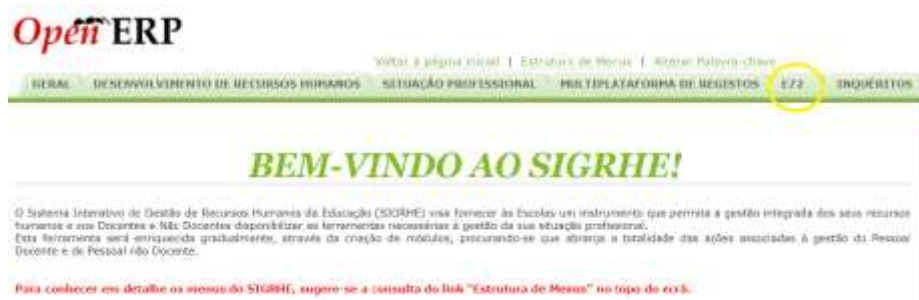 Open ERP
Voltar à página inicial | Estrutura de Menus | Alterar Palavra-chave
GERAL DESENVOLVIMENTO DE RECURSOS HUMANOS SITUAÇÃO PROFISSIONAL MULTIPLATAFORMA DE REGISTOS E72 INQUÉRITOS
BEM-VINDO AO SIGRHE!
O Sistema Interativo de Gestão de Recursos Humanos da Educação (SIGRHE) visa fornecer às Escolas um instrumento que permita a gestão integrada dos seus recursos
humanos e aos Docentes e Não Docentes disponibilizar as ferramentas necessárias à gestão da sua situação profissional.
Esta ferramenta será enriquecida gradualmente, através da criação de módulos, procurando-se que abranja a totalidade das ações associadas à gestão do Pessoal
Docente e do Pessoal não Docente.
Para conhecer em detalhe os menus do SIGRHE, sugere-se a consulta do link "Estrutura de Menus" no topo do ecrã.